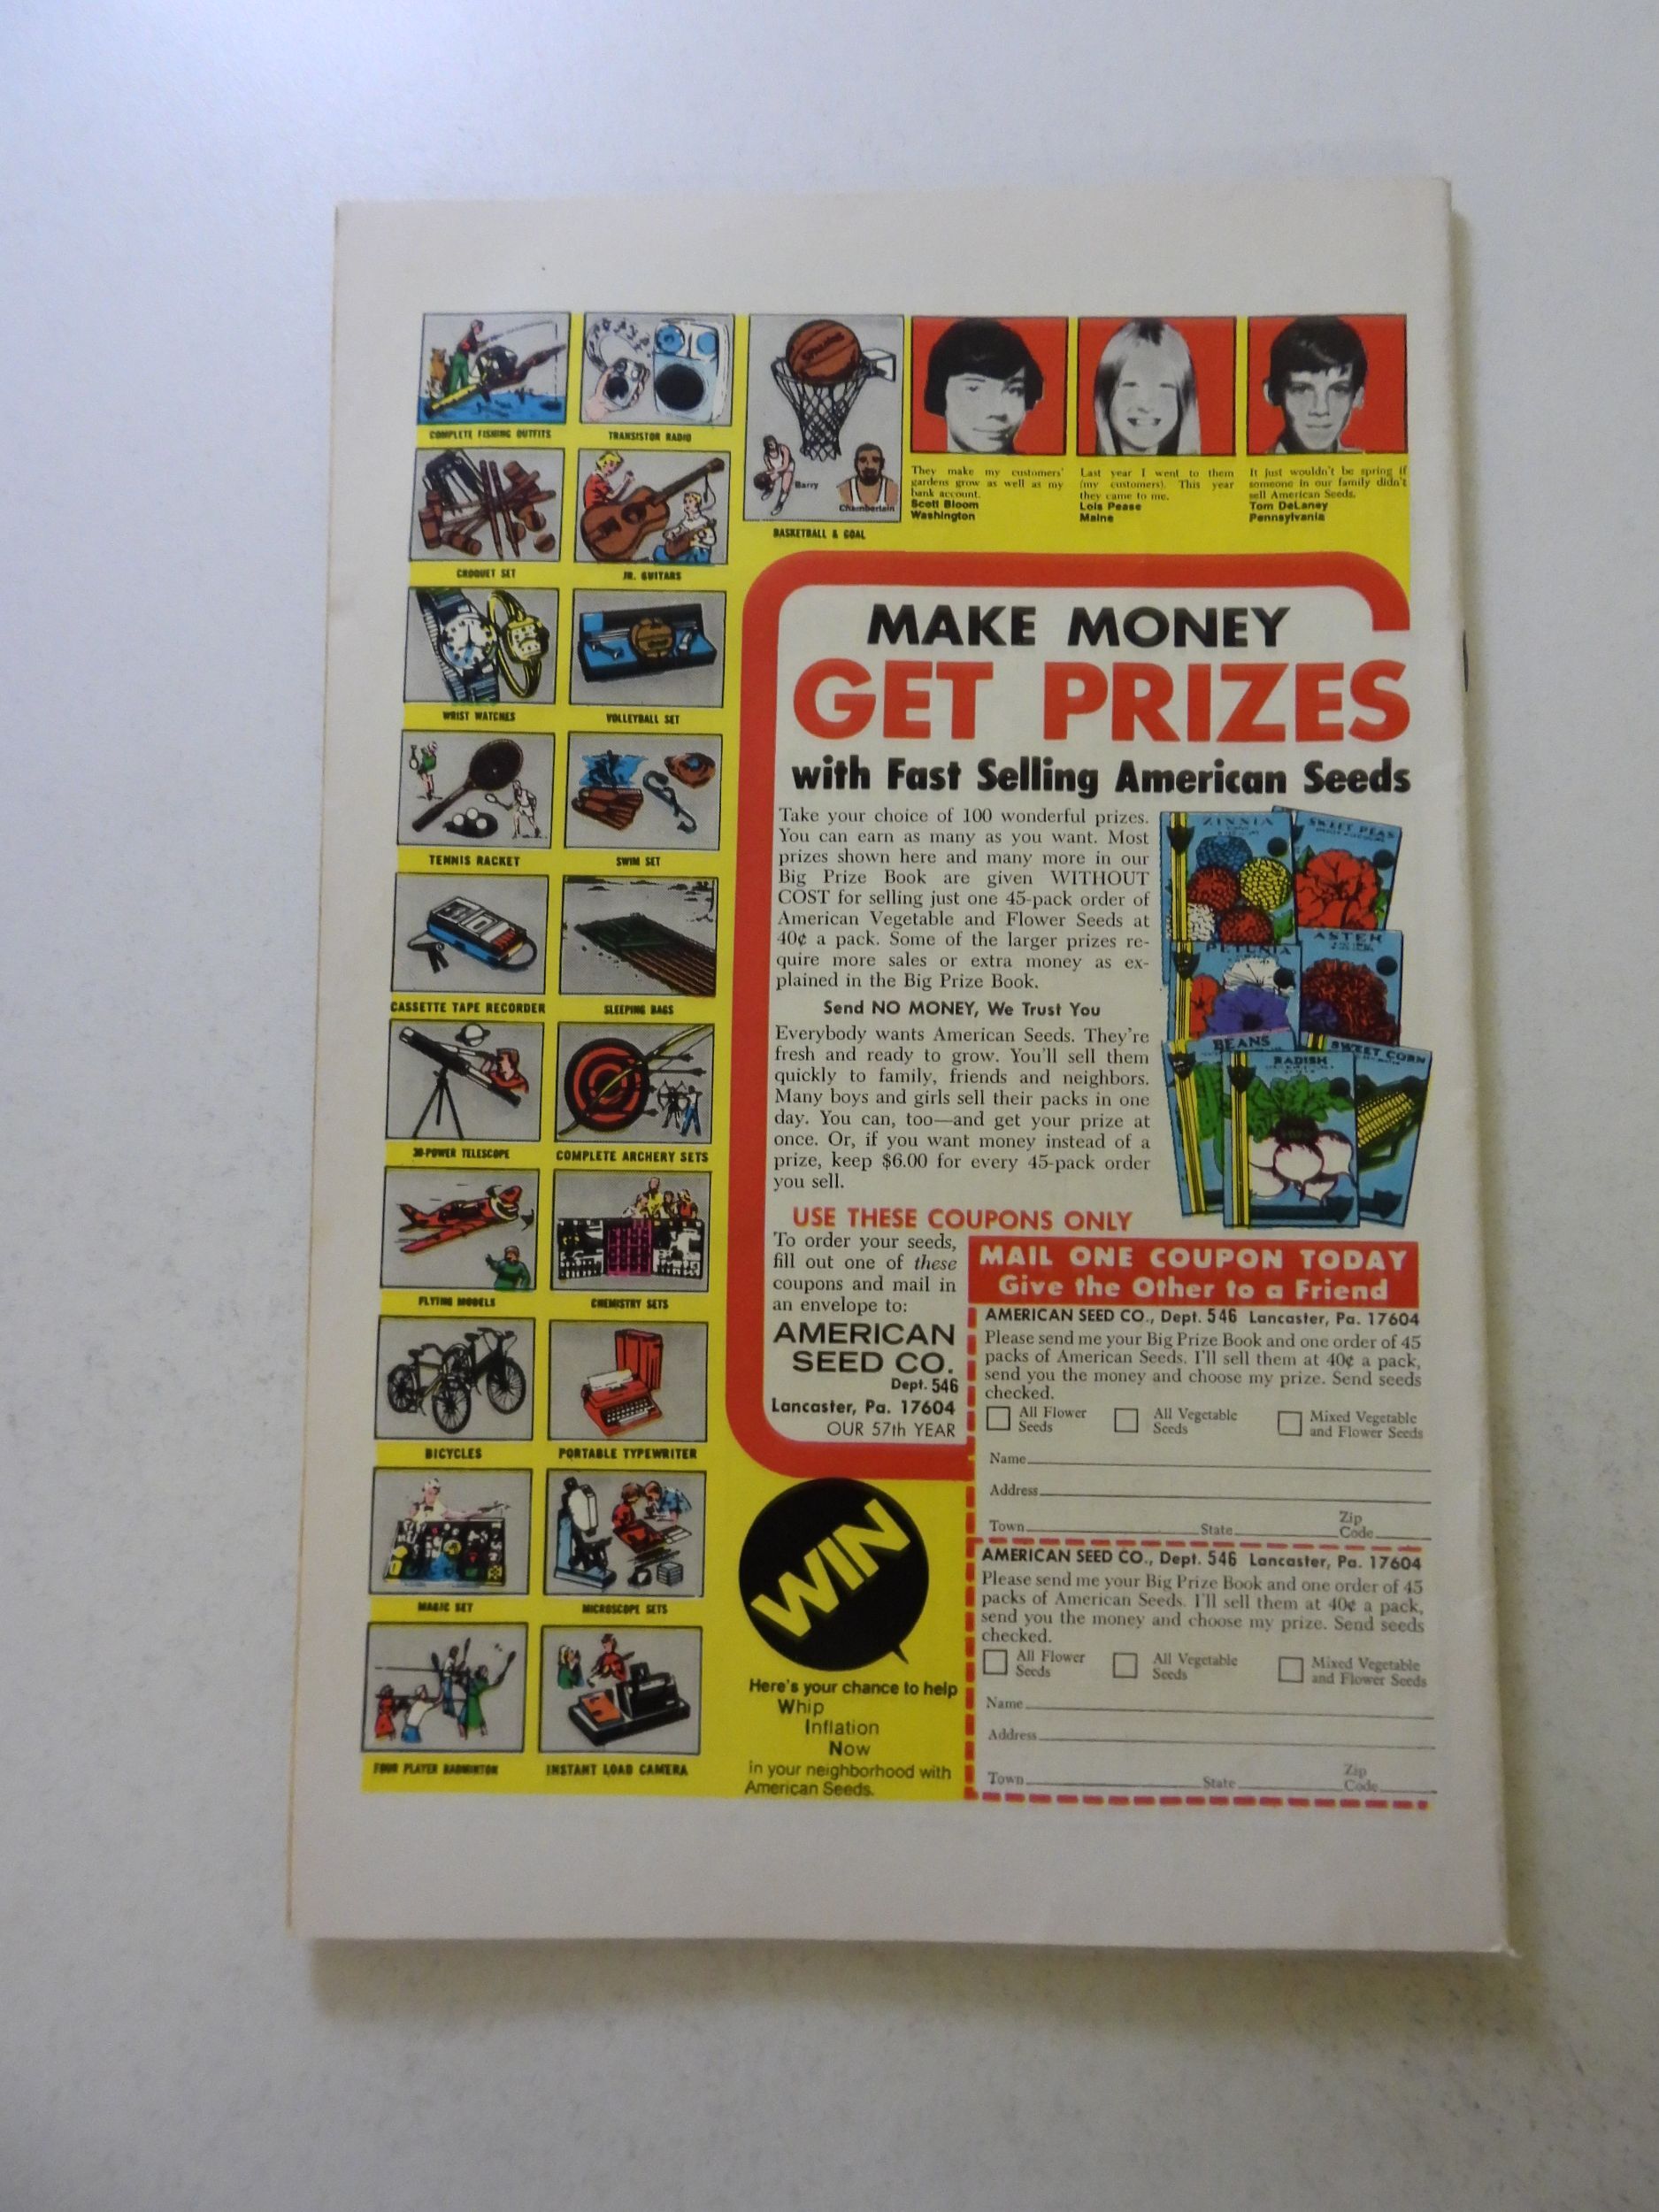 COMPLETE FISHING OUTFITS
TRANSISTOR RADIO
CROQUET SET
JR. GUITARS
WRIST WATCHES
VOLLEYBALL SET
TENNIS RACKET
SWIM SET
CASSETTE TAPE RECORDER
SLEEPING BAGS
30-POWER TELESCOPE
COMPLETE ARCHERY SETS
FLYING MODELS
CHEMISTRY SETS
BICYCLES
PORTABLE TYPEWRITER
MAGIC SET
MICROSCOPE SETS
FOUR PLAYER BADMINTON
INSTANT LOAD CAMERA
Spalding
Barry
Chamberlain
BASKETBALL & GOAL
They make my customers'
gardens grow as well as my
bank account.
Scott Bloom
Washington
Last year I went to them
(my customers). This year
they came to me.
Lois Pease
Maine
It just wouldn't be spring if
someone in our family didn't
sell American Seeds.
Tom DeLaney
Pennsylvania
MAKE MONEY
GET PRIZES
with Fast Selling American Seeds
Take your choice of 100 wonderful prizes.
You can earn as many as you want. Most
prizes shown here and many more in our
Big Prize Book are given WITHOUT
COST for selling just one 45-pack order of
American Vegetable and Flower Seeds at
40¢ a pack. Some of the larger prizes re-
quire more sales or extra money as ex-
plained in the Big Prize Book.
Send NO MONEY, We Trust You
Everybody wants American Seeds. They're
fresh and ready to grow. You'll sell them
quickly to family, friends and neighbors.
Many boys and girls sell their packs in one
day. You can, too—and get your prize at
once. Or, if you want money instead of a
prize, keep $6.00 for every 45-pack order
you sell.
ZINNIA
SWEET PEAS
PETUNIA
ASTER
BEANS
RADISH
SWEET CORN
USE THESE COUPONS ONLY
To order your seeds,
fill out one of these
coupons and mail in
an envelope to:
AMERICAN
SEED CO.
Dept. 546
Lancaster, Pa. 17604
OUR 57th YEAR
WIN
Here's your chance to help
Whip
Inflation
Now
in your neighborhood with
American Seeds.
MAIL ONE COUPON TODAY
Give the Other to a Friend
AMERICAN SEED CO., Dept. 546 Lancaster, Pa. 17604
Please send me your Big Prize Book and one order of 45
packs of American Seeds. I'll sell them at 40¢ a pack,
send you the money and choose my prize. Send seeds
checked.
All Flower Seeds
All Vegetable Seeds
Mixed Vegetable and Flower Seeds
Name
Address
Town State Zip Code
AMERICAN SEED CO., Dept. 546 Lancaster, Pa. 17604
Please send me your Big Prize Book and one order of 45
packs of American Seeds. I'll sell them at 40¢ a pack,
send you the money and choose my prize. Send seeds
checked.
All Flower Seeds
All Vegetable Seeds
Mixed Vegetable and Flower Seeds
Name
Address
Town State Zip Code